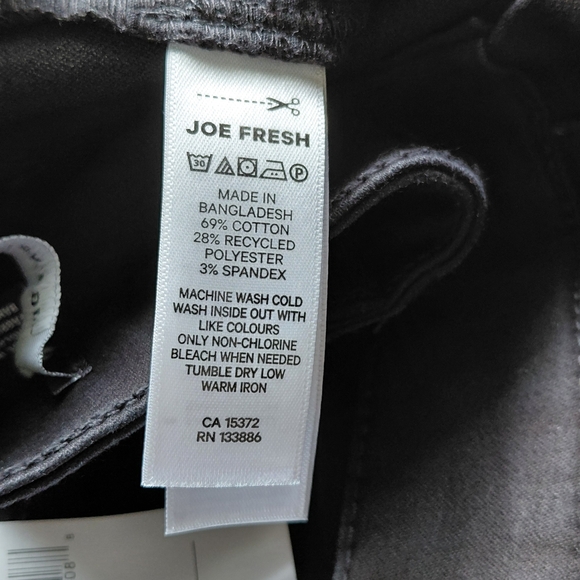 JOE FRESH
30 P
MADE IN
BANGLADESH
69% COTTON
28% RECYCLED
POLYESTER
3% SPANDEX
MACHINE WASH COLD
WASH INSIDE OUT WITH
LIKE COLOURS
ONLY NON-CHLORINE
BLEACH WHEN NEEDED
TUMBLE DRY LOW
WARM IRON
CA 15372
RN 133886